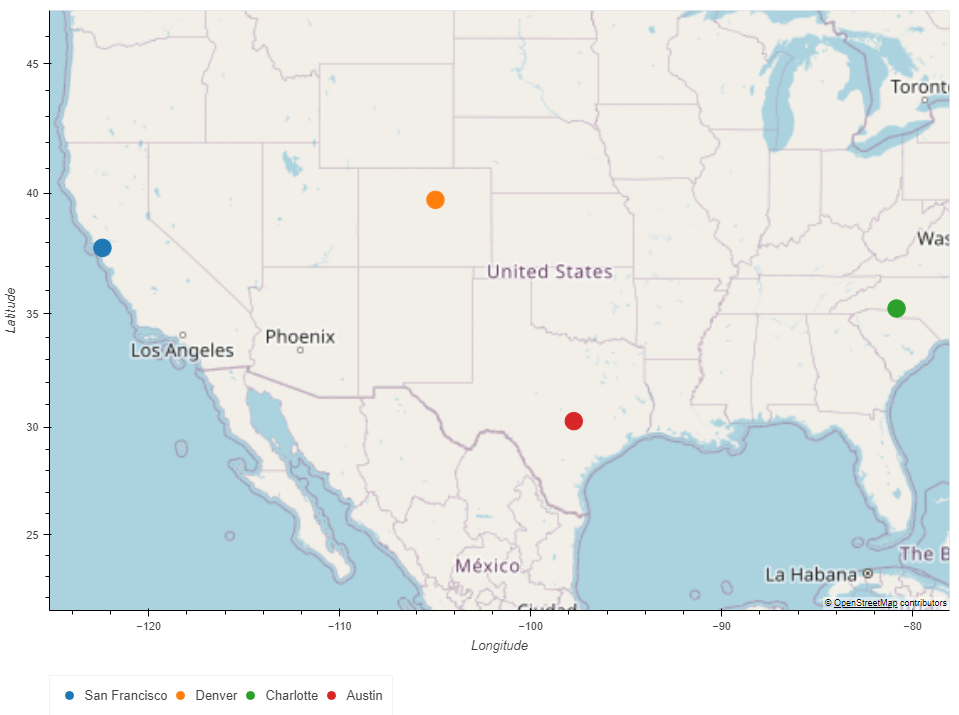 45
Toronto
40
Was
United States
35
Latitude
Phoenix
Los Angeles
30
25
The B
México
La Habana
Ciudad
© OpenStreetMap contributors
−120
−110
−100
−90
−80
Longitude
San Francisco
Denver
Charlotte
Austin